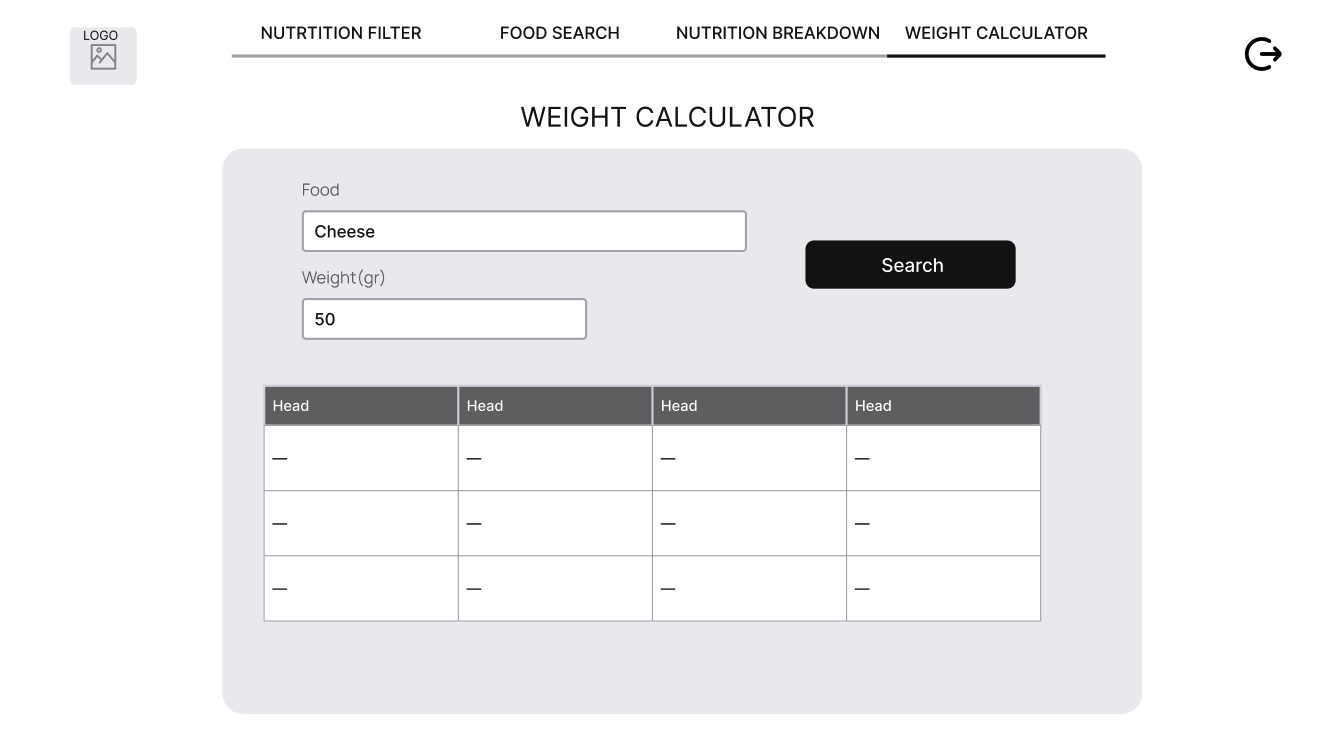 LOGO
NUTRTITION FILTER
FOOD SEARCH
NUTRITION BREAKDOWN
WEIGHT CALCULATOR
WEIGHT CALCULATOR
Food
Cheese
Search
Weight(gr)
50
Head Head Head Head
— — — —
— — — —
— — — —